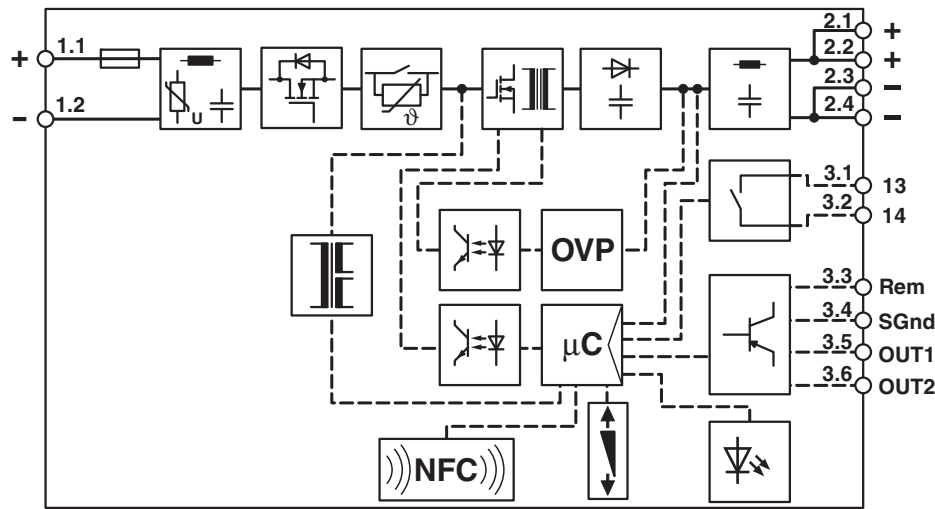 + 1.1
– 1.2
U
ϑ
2.1 +
2.2 +
2.3 –
2.4 –
3.1 13
3.2 14
OVP
3.3 Rem
3.4 SGnd
µC
3.5 OUT1
3.6 OUT2
NFC